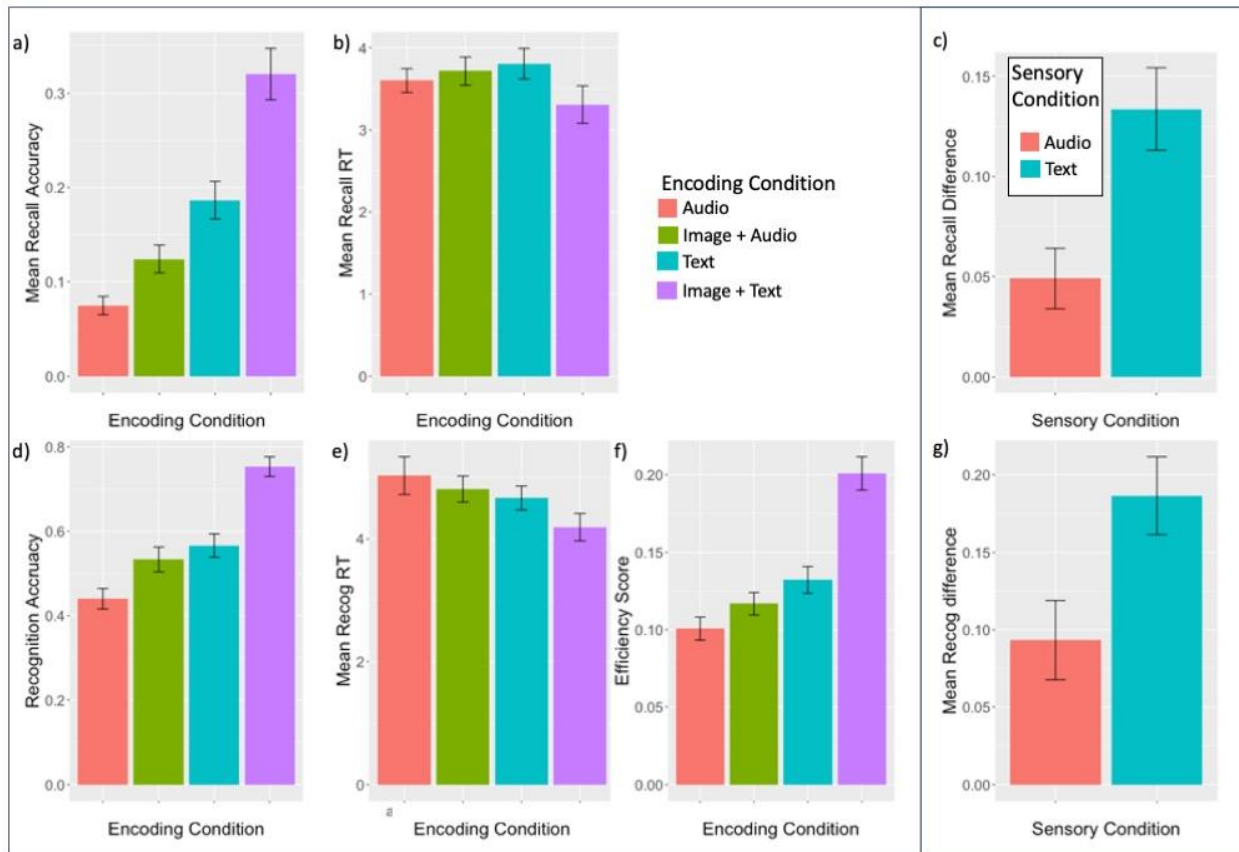 a)
Mean Recall Accuracy
0.3
0.2
0.1
0.0
Encoding Condition
b)
Mean Recall RT
4
3
2
1
0
Encoding Condition
Encoding Condition
Audio
Image + Audio
Text
Image + Text
c)
Mean Recall Difference
0.15
0.10
0.05
0.00
Sensory
Condition
Audio
Text
Sensory Condition
d)
Recognition Accruacy
0.8
0.6
0.4
0.2
0.0
Encoding Condition
e)
Mean Recog RT
4
2
0
Encoding Condition
f)
Efficiency Score
0.20
0.15
0.10
0.05
0.00
Encoding Condition
g)
Mean Recog difference
0.20
0.15
0.10
0.05
0.00
Sensory Condition